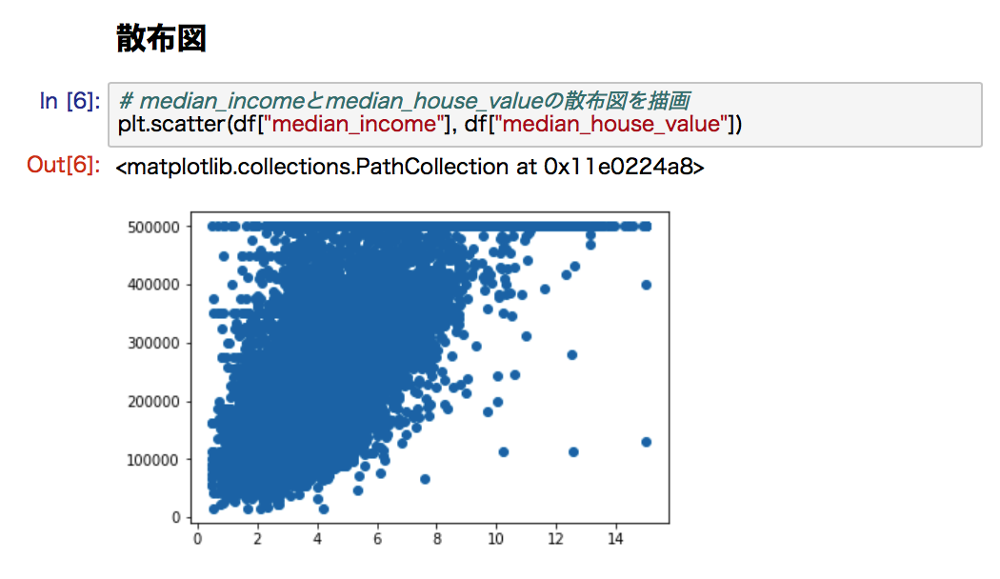 散布図
In [6]:
# median_incomeとmedian_house_valueの散布図を描画
plt.scatter(df["median_income"], df["median_house_value"])
Out[6]:
<matplotlib.collections.PathCollection at 0x11e0224a8>
500000
400000
300000
200000
100000
0
0 2 4 6 8 10 12 14